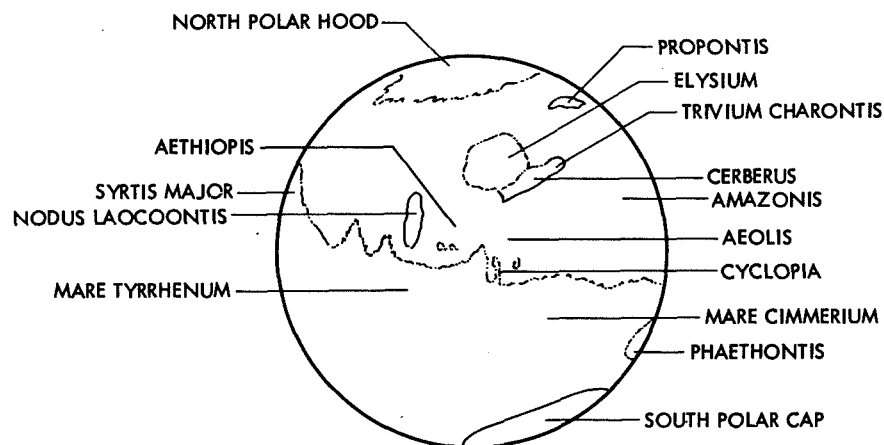 NORTH POLAR HOOD
PROPONTIS
ELYSIUM
TRIVIUM CHARONTIS
AETHIOPIS
CERBERUS
SYRTIS MAJOR
AMAZONIS
NODUS LAOCOONTIS
AEOLIS
CYCLOPIA
MARE TYRRHENUM
MARE CIMMERIUM
PHAETHONTIS
SOUTH POLAR CAP